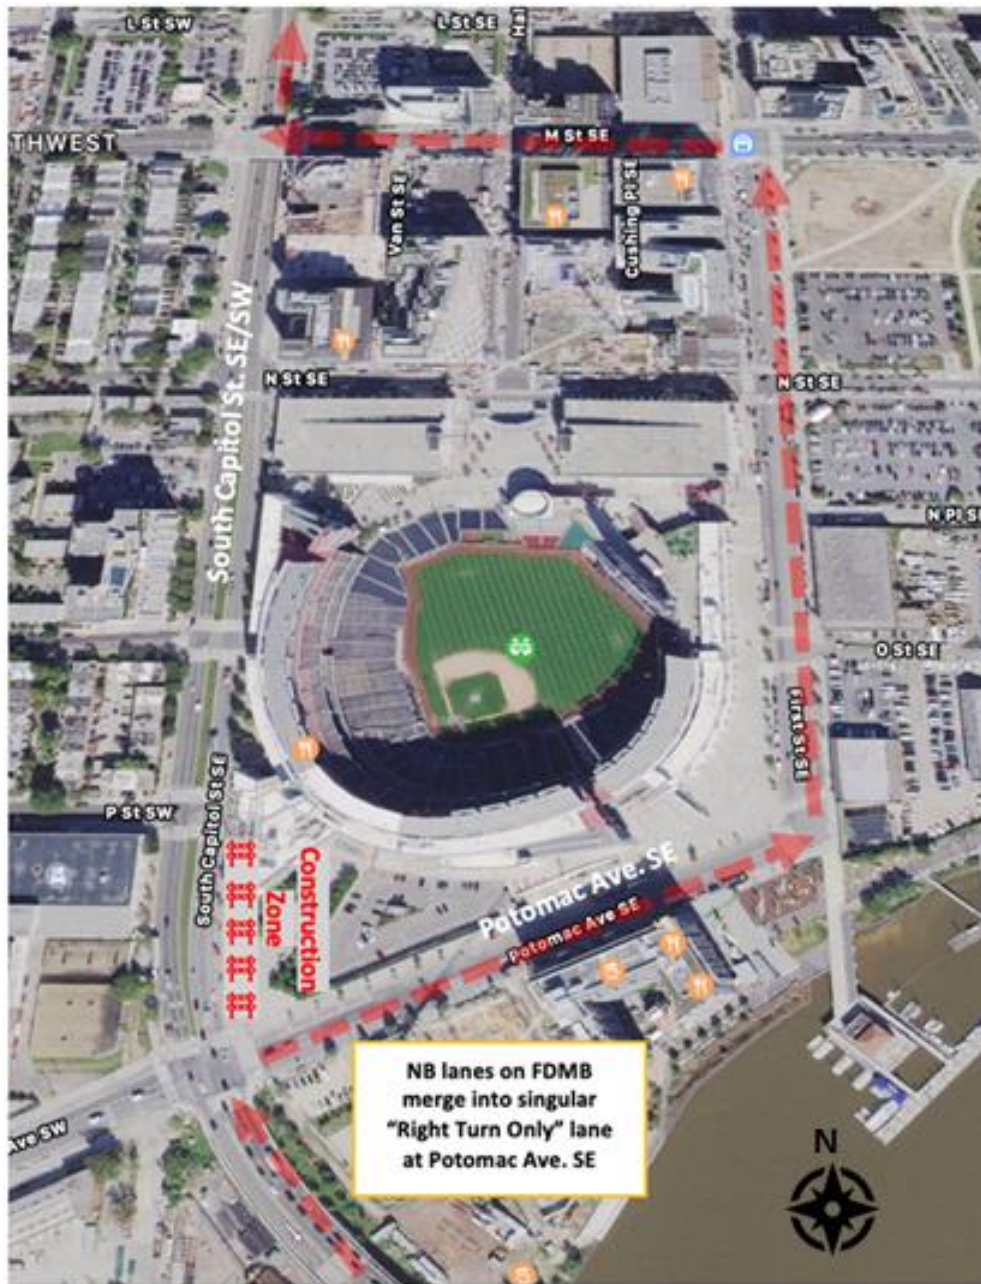 L St SW
L St SE
Hal
THWEST
M St SE
Van St SE
Cushing Pl SE
South Capitol St. SE/SW
N St SE
N St SE
N Pl SE
O St SE
First St SE
South Capitol St SE
P St SW
Construction
Zone
Potomac Ave. SE
Potomac Ave SE
NB lanes on FDMB
merge into singular
“Right Turn Only” lane
at Potomac Ave. SE
Ave SW
N